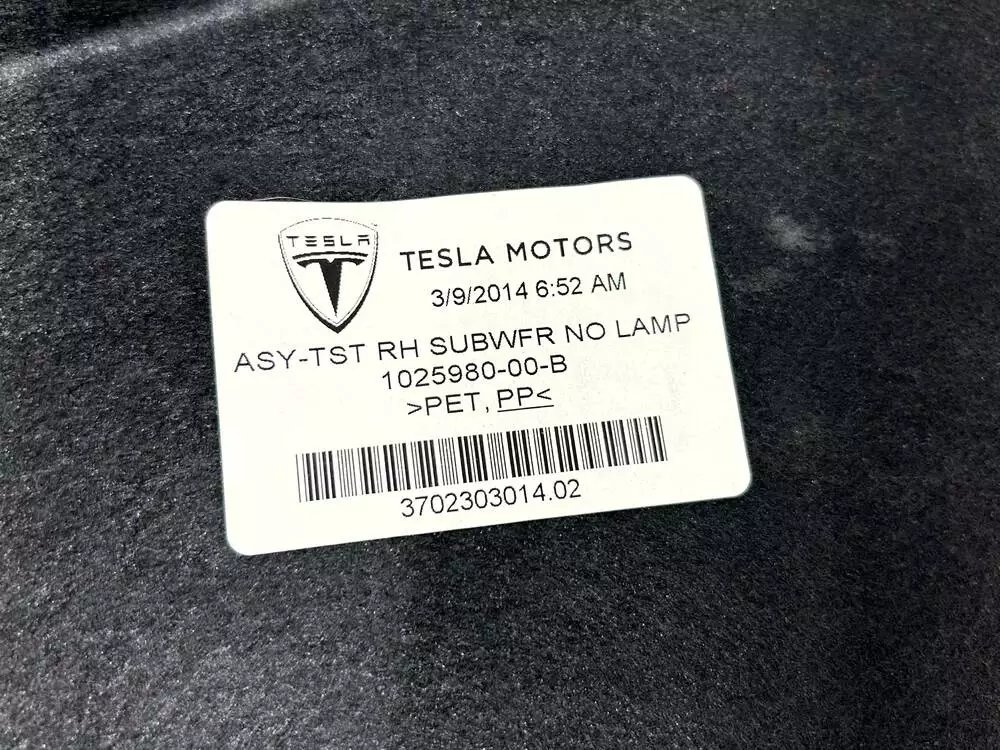 TESLA
TESLA MOTORS
3/9/2014 6:52 AM
ASY-TST RH SUBWFR NO LAMP
1025980-00-B
>PET, PP<
3702303014.02